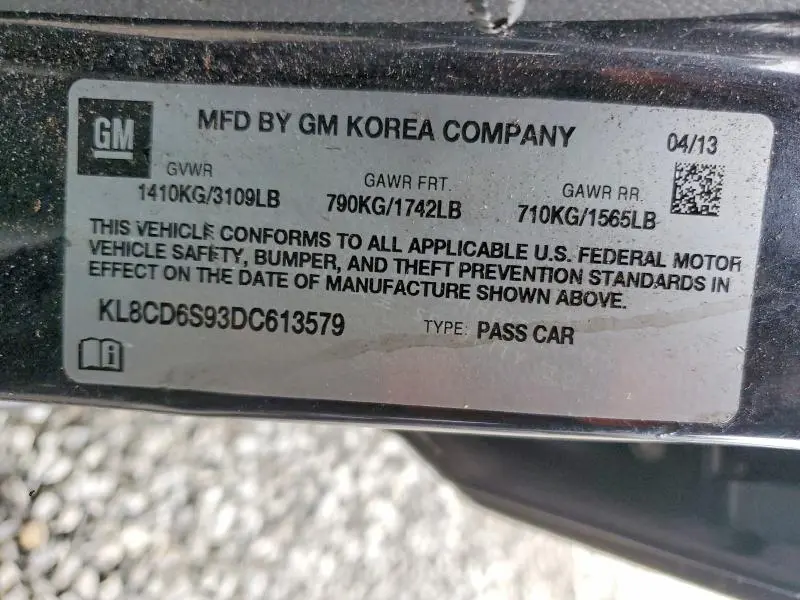 GM
MFD BY GM KOREA COMPANY
04/13
GVWR
1410KG/3109LB
GAWR FRT.
790KG/1742LB
GAWR RR.
710KG/1565LB
THIS VEHICLE CONFORMS TO ALL APPLICABLE U.S. FEDERAL MOTOR
VEHICLE SAFETY, BUMPER, AND THEFT PREVENTION STANDARDS IN
EFFECT ON THE DATE OF MANUFACTURE SHOWN ABOVE.
KL8CD6S93DC613579
TYPE: PASS CAR
i